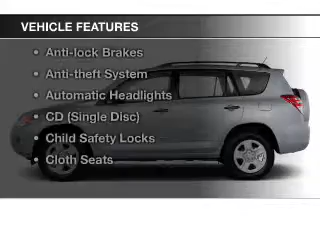 VEHICLE FEATURES
• Anti-lock Brakes
• Anti-theft System
• Automatic Headlights
• CD (Single Disc)
• Child Safety Locks
• Cloth Seats